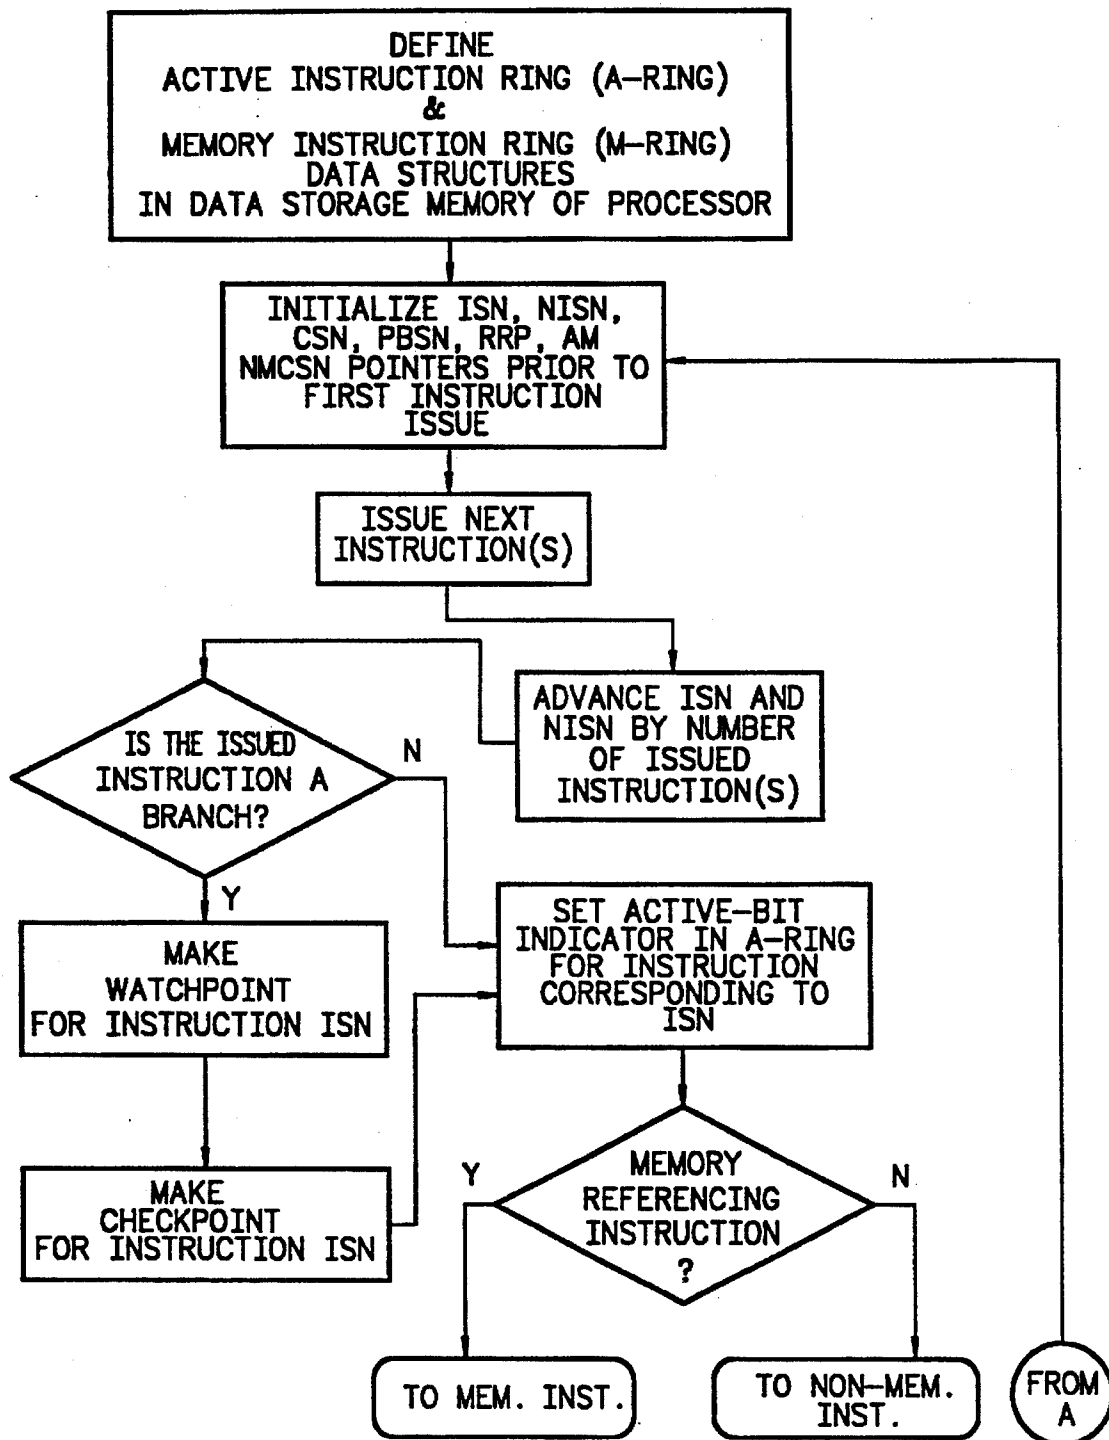 DEFINE
ACTIVE INSTRUCTION RING (A-RING)
&
MEMORY INSTRUCTION RING (M-RING)
DATA STRUCTURES
IN DATA STORAGE MEMORY OF PROCESSOR
INITIALIZE ISN, NISN,
CSN, PBSN, RRP, AM
NMCSN POINTERS PRIOR TO
FIRST INSTRUCTION
ISSUE
ISSUE NEXT
INSTRUCTION(S)
ADVANCE ISN AND
NISN BY NUMBER
OF ISSUED
INSTRUCTION(S)
IS THE ISSUED
INSTRUCTION A
BRANCH?
N
Y
MAKE
WATCHPOINT
FOR INSTRUCTION ISN
SET ACTIVE-BIT
INDICATOR IN A-RING
FOR INSTRUCTION
CORRESPONDING TO
ISN
MAKE
CHECKPOINT
FOR INSTRUCTION ISN
MEMORY
REFERENCING
INSTRUCTION
?
Y
N
TO MEM. INST.
TO NON-MEM.
INST.
FROM
A